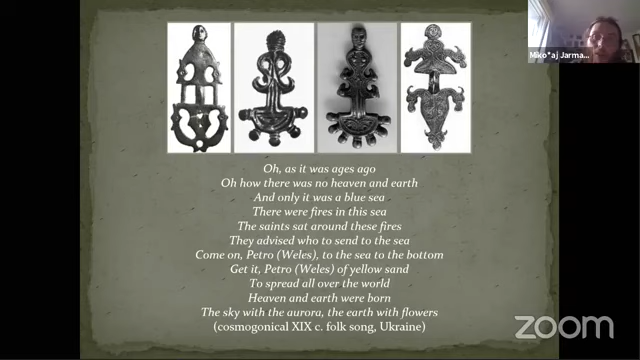 Miko*aj Jarma...
Oh, as it was ages ago
Oh how there was no heaven and earth
And only it was a blue sea
There were fires in this sea
The saints sat around these fires
They advised who to send to the sea
Come on, Petro (Weles), to the sea to the bottom
Get it, Petro (Weles) of yellow sand
To spread all over the world
Heaven and earth were born
The sky with the aurora, the earth with flowers
(cosmogonical XIX c. folk song, Ukraine)
zoom